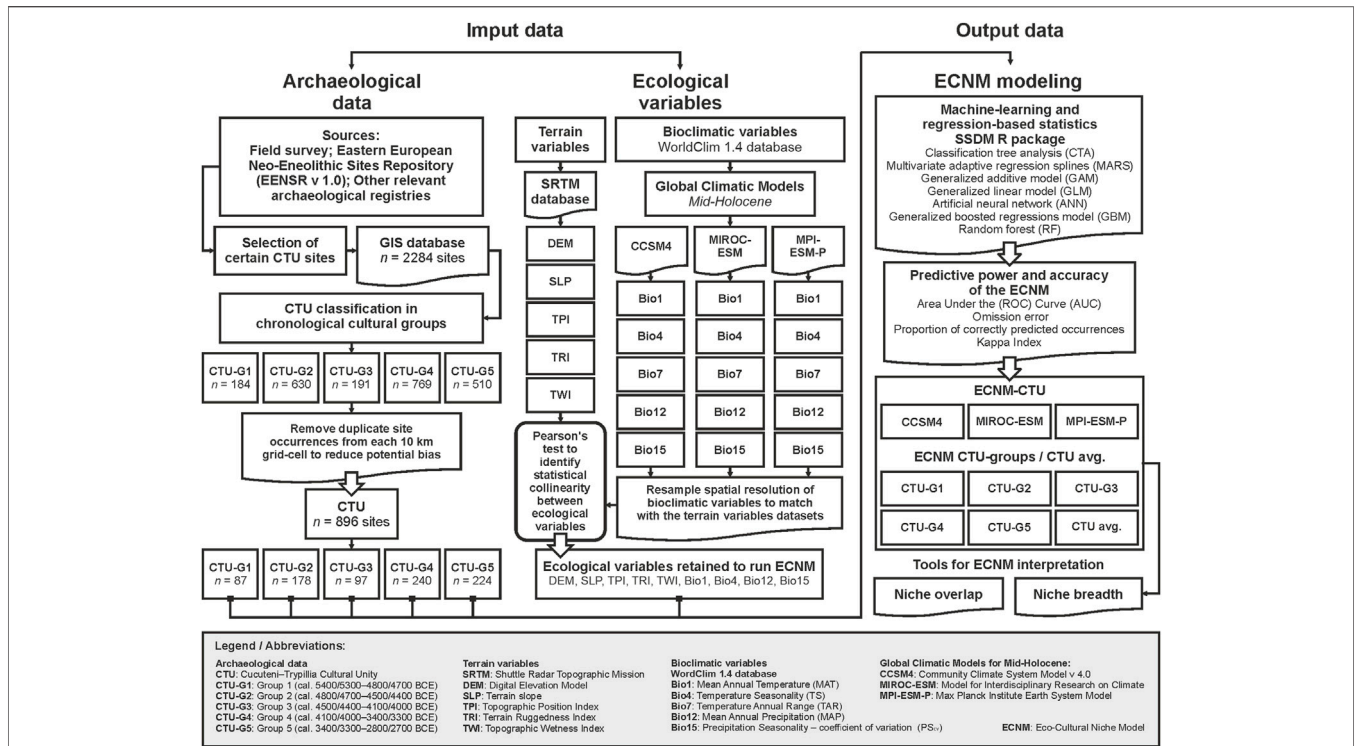 Imput data
Output data
Archaeological
data
Sources:
Field survey; Eastern European
Neo-Eneolithic Sites Repository
(EENSR v 1.0); Other relevant
archaeological registries
Selection of
certain CTU sites
GIS database
n = 2284 sites
CTU classification in
chronological cultural groups
CTU-G1
n = 184
CTU-G2
n = 630
CTU-G3
n = 191
CTU-G4
n = 769
CTU-G5
n = 510
Remove duplicate site
occurrences from each 10 km
grid-cell to reduce potential bias
CTU
n = 896 sites
CTU-G1
n = 87
CTU-G2
n = 178
CTU-G3
n = 97
CTU-G4
n = 240
CTU-G5
n = 224
Ecological
variables
Terrain
variables
SRTM
database
DEM
SLP
TPI
TRI
TWI
Pearson's
test to
identify
statistical
collinearity
between
ecological
variables
Bioclimatic variables
WorldClim 1.4 database
Global Climatic Models
Mid-Holocene
CCSM4
MIROC-
ESM
MPI-
ESM-P
Bio1
Bio1
Bio1
Bio4
Bio4
Bio4
Bio7
Bio7
Bio7
Bio12
Bio12
Bio12
Bio15
Bio15
Bio15
Resample spatial resolution of
bioclimatic variables to match
with the terrain variables datasets
Ecological variables retained to run ECNM
DEM, SLP, TPI, TRI, TWI, Bio1, Bio4, Bio12, Bio15
ECNM modeling
Machine-learning and
regression-based statistics
SSDM R package
Classification tree analysis (CTA)
Multivariate adaptive regression splines (MARS)
Generalized additive model (GAM)
Generalized linear model (GLM)
Artificial neural network (ANN)
Generalized boosted regressions model (GBM)
Random forest (RF)
Predictive power and accuracy
of the ECNM
Area Under the (ROC) Curve (AUC)
Omission error
Proportion of correctly predicted occurrences
Kappa Index
ECNM-CTU
CCSM4
MIROC-ESM
MPI-ESM-P
ECNM CTU-groups / CTU avg.
CTU-G1
CTU-G2
CTU-G3
CTU-G4
CTU-G5
CTU avg.
Tools for ECNM interpretation
Niche overlap
Niche breadth
Legend / Abbreviations:
Archaeological data
CTU: Cucuteni–Trypillia Cultural Unity
CTU-G1: Group 1 (cal. 5400/5300–4800/4700 BCE)
CTU-G2: Group 2 (cal. 4800/4700–4500/4400 BCE)
CTU-G3: Group 3 (cal. 4500/4400–4100/4000 BCE)
CTU-G4: Group 4 (cal. 4100/4000–3400/3300 BCE)
CTU-G5: Group 5 (cal. 3400/3300–2800/2700 BCE)
Terrain variables
SRTM: Shuttle Radar Topographic Mission
DEM: Digital Elevation Model
SLP: Terrain slope
TPI: Topographic Position Index
TRI: Terrain Ruggedness Index
TWI: Topographic Wetness Index
Bioclimatic variables
WordClim 1.4 database
Bio1: Mean Annual Temperature (MAT)
Bio4: Temperature Seasonality (TS)
Bio7: Temperature Annual Range (TAR)
Bio12: Mean Annual Precipitation (MAP)
Bio15: Precipitation Seasonality – coefficient of variation (PScv)
Global Climatic Models for Mid-Holocene:
CCSM4: Community Climate System Model v 4.0
MIROC-ESM: Model for Interdisciplinary Research on Climate
MPI-ESM-P: Max Planck Institute Earth System Model
ECNM: Eco-Cultural Niche Model